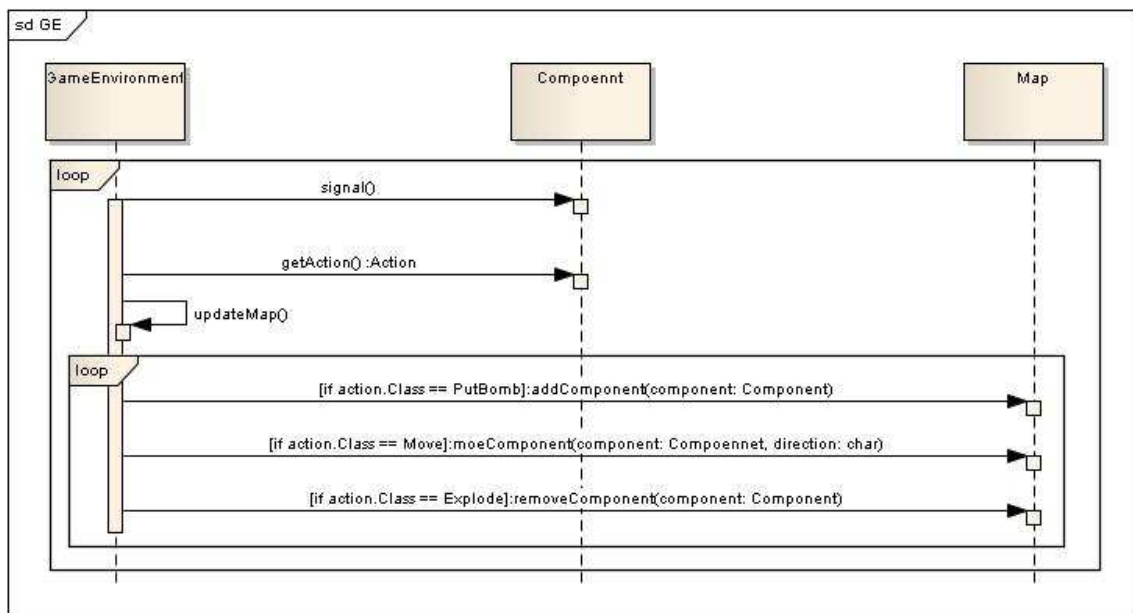 sd GE
GameEnvironment
Compoennt
Map
loop
signal()
getAction() :Action
updateMap()
loop
[if action.Class == PutBomb]:addComponent(component: Component)
[if action.Class == Move]:moeComponent(component: Compoennet, direction: char)
[if action.Class == Explode]:removeComponent(component: Component)